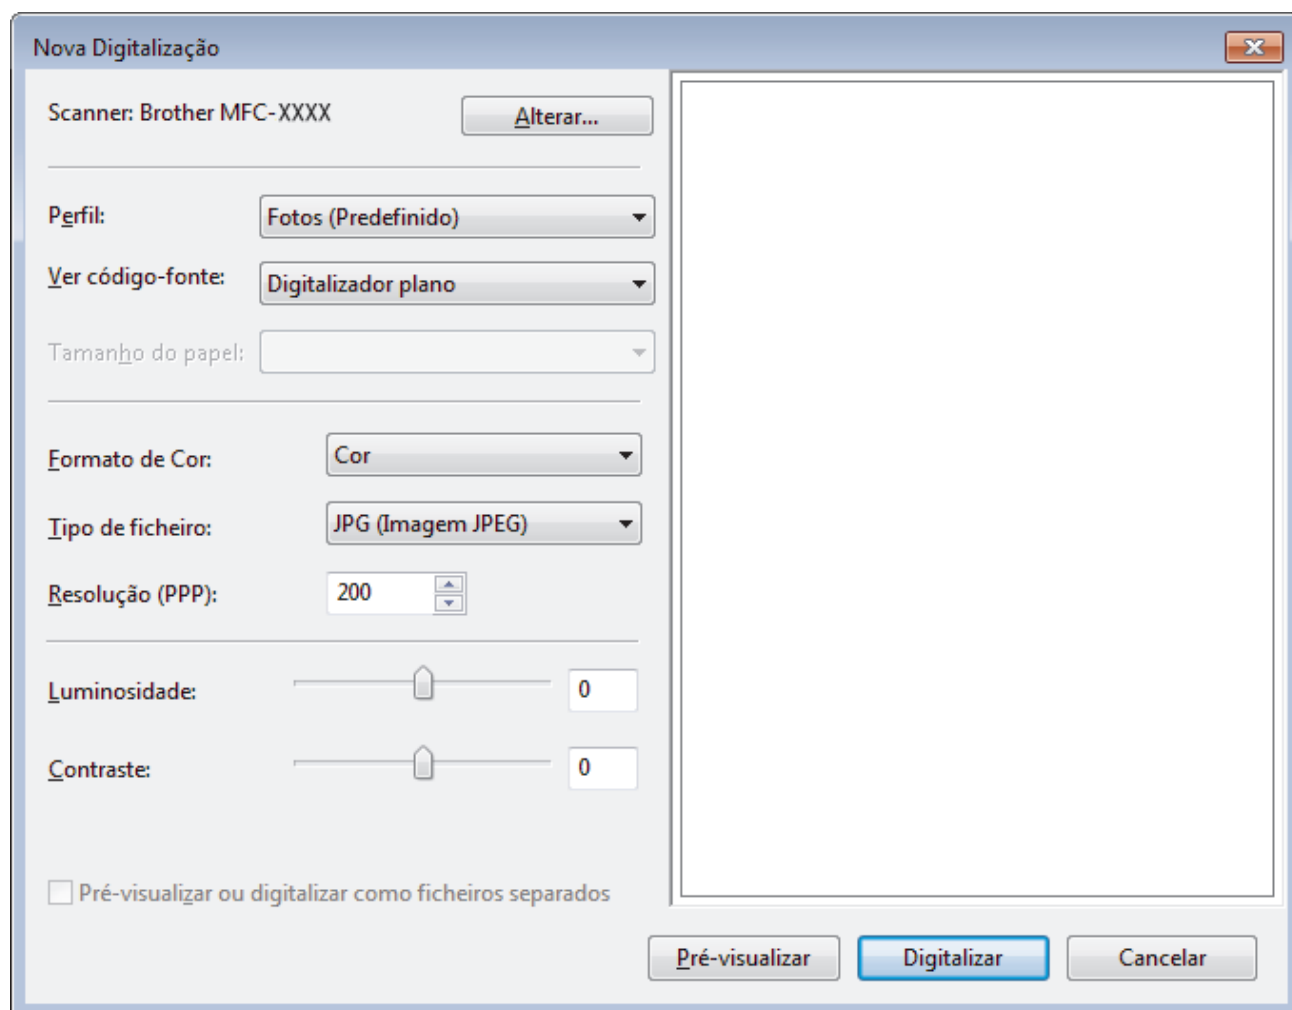 Nova Digitalização
Scanner: Brother MFC-XXXX
Alterar...
Perfil:
Fotos (Predefinido)
Ver código-fonte:
Digitalizador plano
Tamanho do papel:
Formato de Cor:
Cor
Tipo de ficheiro:
JPG (Imagem JPEG)
Resolução (PPP):
200
Luminosidade:
0
Contraste:
0
Pré-visualizar ou digitalizar como ficheiros separados
Pré-visualizar
Digitalizar
Cancelar